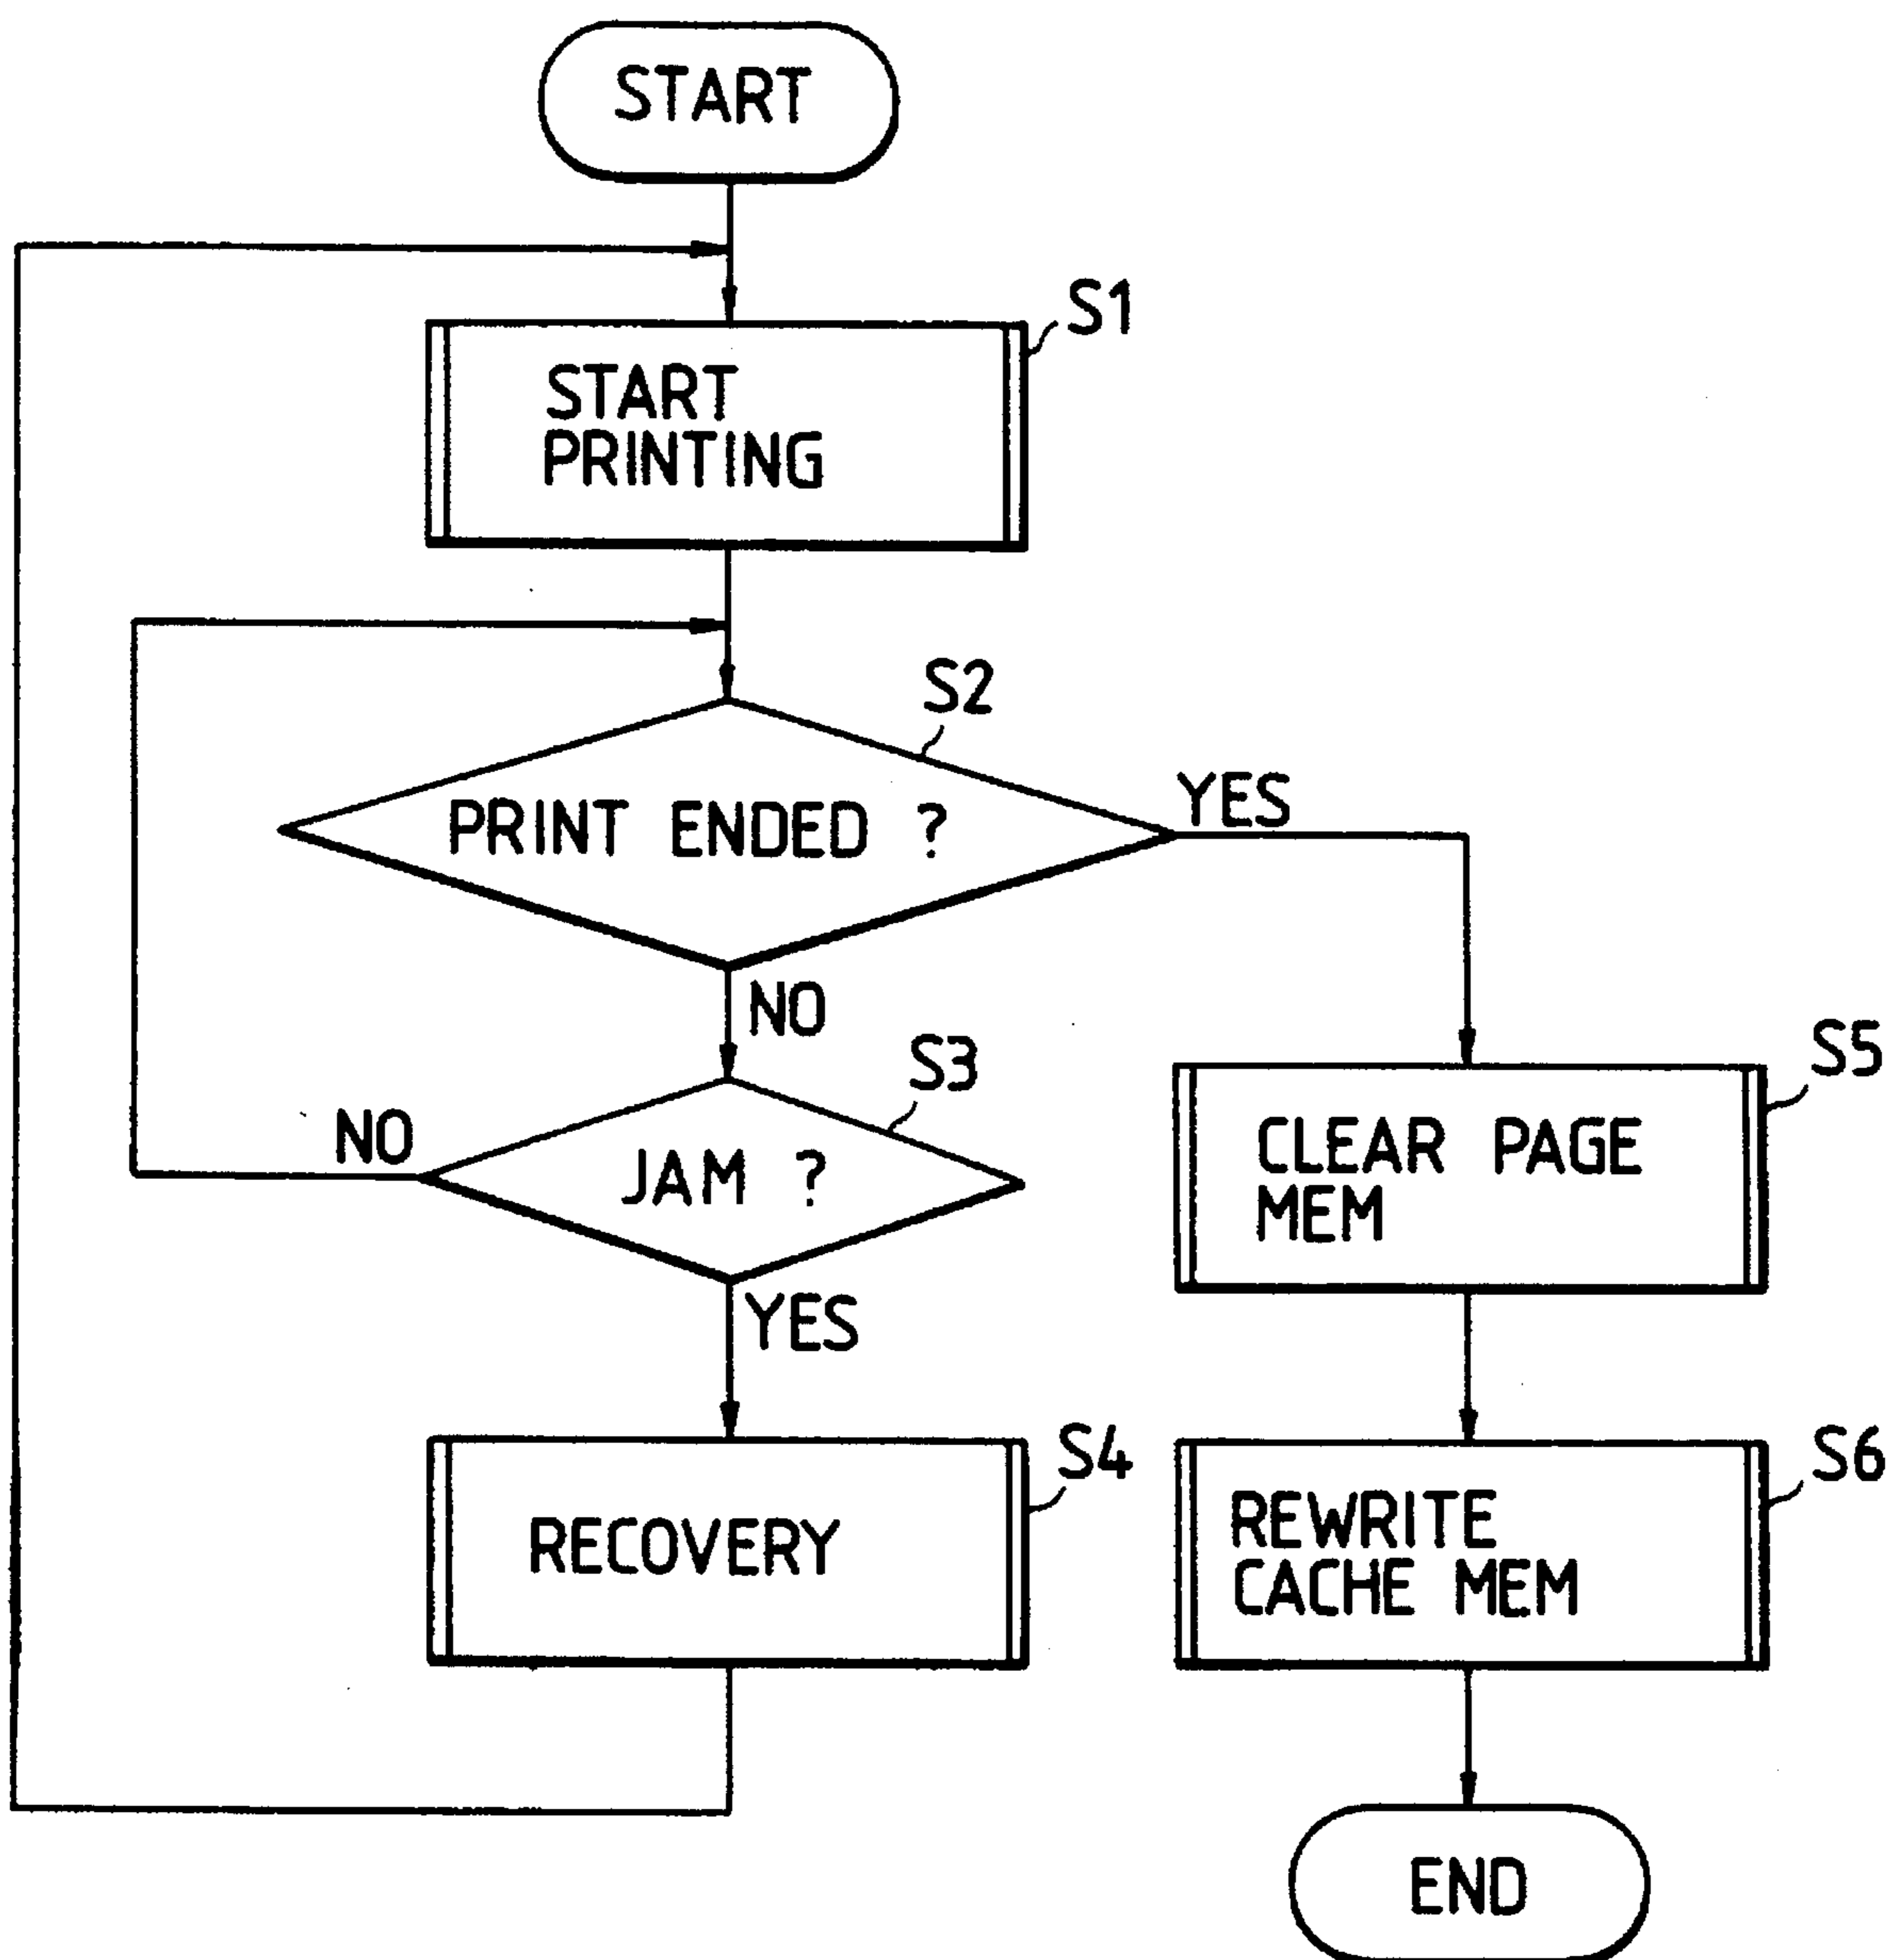 START
S1
START
PRINTING
S2
PRINT ENDED ?
YES
NO
S3
NO
JAM ?
YES
S4
RECOVERY
S5
CLEAR PAGE
MEM
S6
REWRITE
CACHE MEM
END